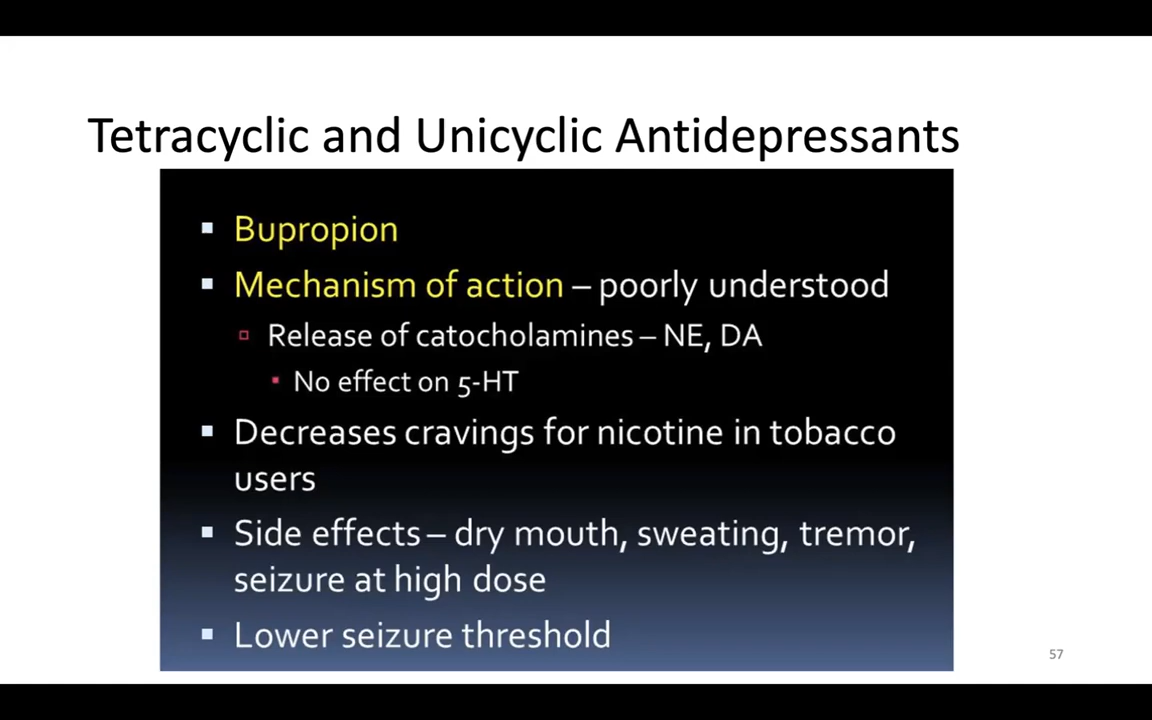 Tetracyclic and Unicyclic Antidepressants
▪ Bupropion
▪ Mechanism of action – poorly understood
▫ Release of catocholamines – NE, DA
▪ No effect on 5-HT
▪ Decreases cravings for nicotine in tobacco
users
▪ Side effects – dry mouth, sweating, tremor,
seizure at high dose
▪ Lower seizure threshold
57